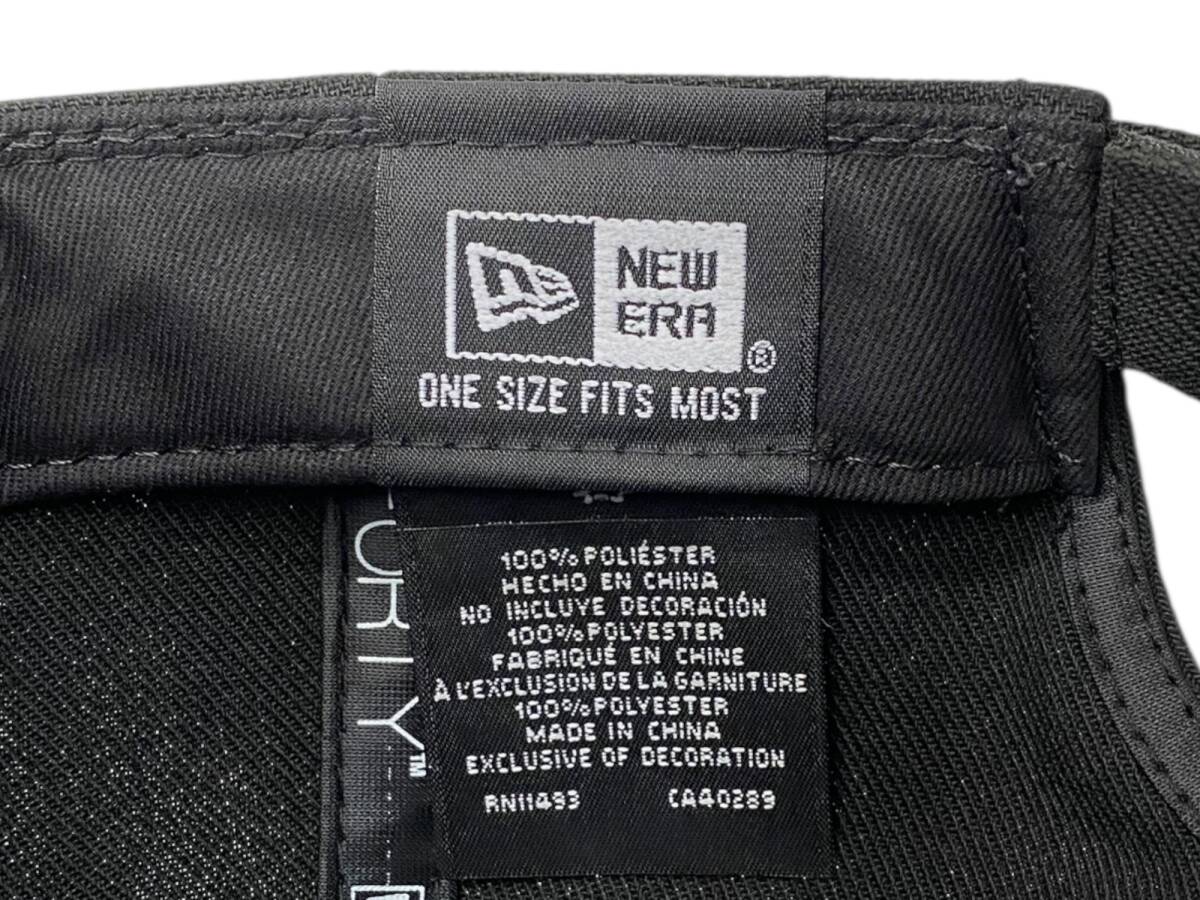 NEW
ERA
®
ONE SIZE FITS MOST
100% POLIÉSTER
HECHO EN CHINA
NO INCLUYE DECORACIÓN
100% POLYESTER
FABRIQUÉ EN CHINE
À L'EXCLUSION DE LA GARNITURE
100% POLYESTER
MADE IN CHINA
EXCLUSIVE OF DECORATION
RN11493 CA40289